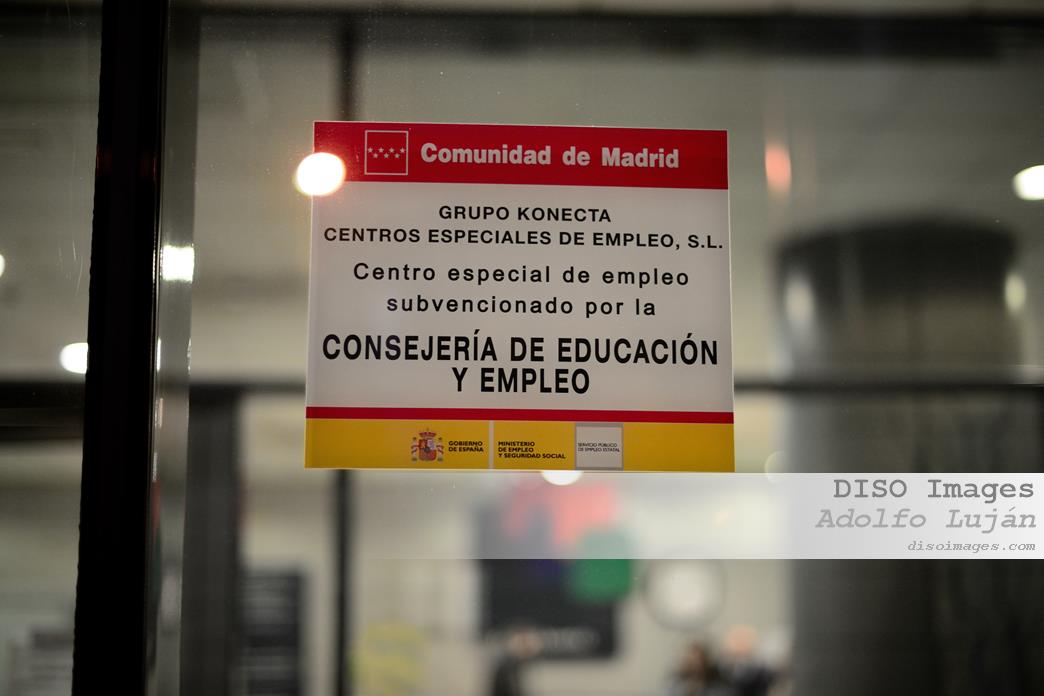 Comunidad de Madrid
GRUPO KONECTA
CENTROS ESPECIALES DE EMPLEO, S.L.
Centro especial de empleo
subvencionado por la
CONSEJERÍA DE EDUCACIÓN
Y EMPLEO
GOBIERNO
DE ESPAÑA
MINISTERIO
DE EMPLEO
Y SEGURIDAD SOCIAL
SERVICIO PÚBLICO
DE EMPLEO ESTATAL
DISO Images
Adolfo Luján
disoimages.com